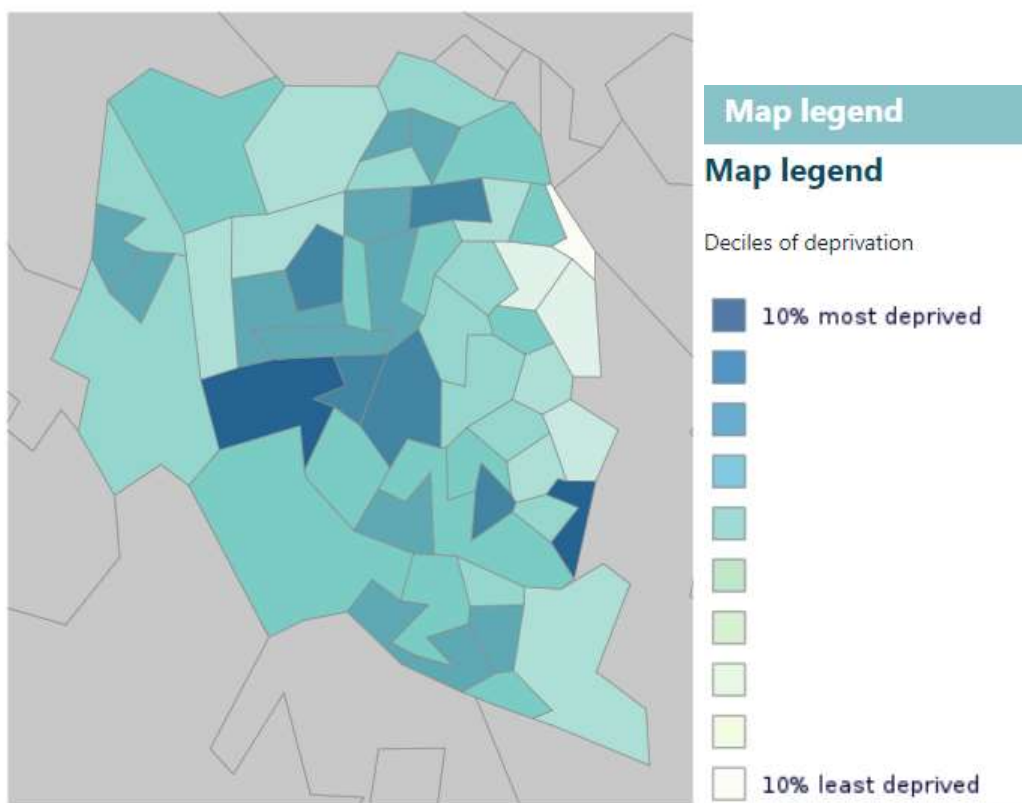 Map legend
Map legend
Deciles of deprivation
10% most deprived
10% least deprived